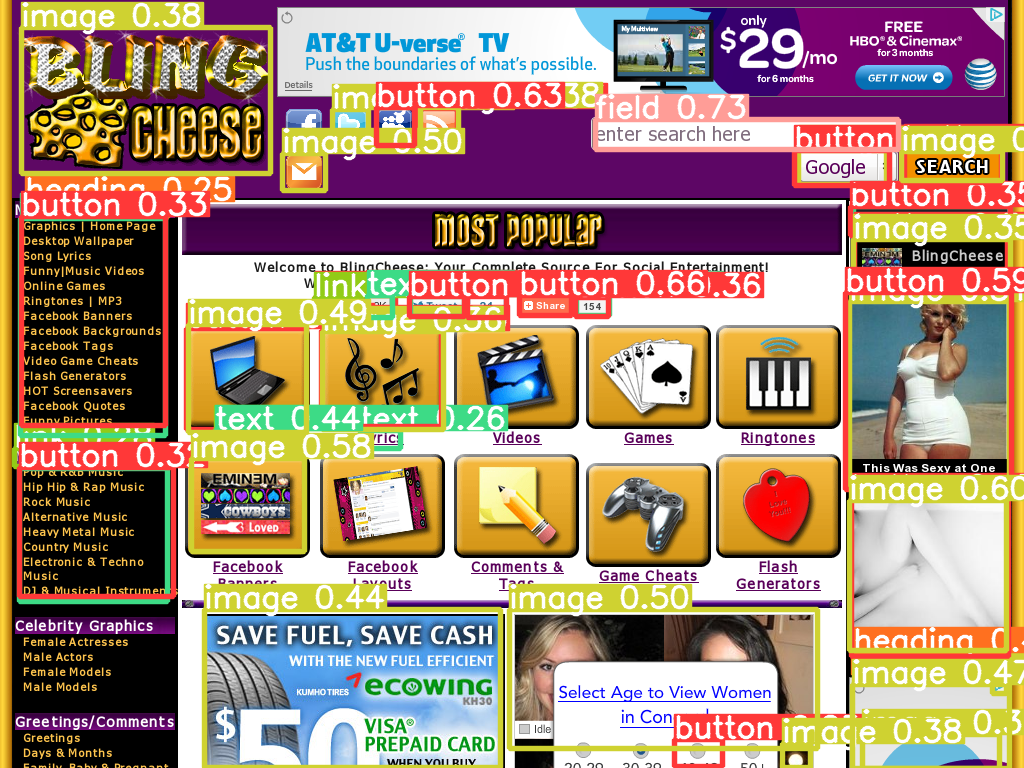 image 0.38
BLING
CHEESE
AT&T U-verse® TV
Push the boundaries of what's possible.
Details
My Multiview
only
$29/mo
for 6 months
FREE
HBO® & Cinemax®
for 3 months
GET IT NOW
button 0.63
field 0.73
enter search here
image 0.50
button
image
Google
SEARCH
heading 0.25
button 0.33
button 0.35
image 0.35
Graphics | Home Page
Desktop Wallpaper
Song Lyrics
Funny|Music Videos
Online Games
Ringtones | MP3
Facebook Banners
Facebook Backgrounds
Facebook Tags
Video Game Cheats
Flash Generators
HOT Screensavers
Facebook Quotes
Funny Pictures
button 0.32
Pop & R&B Music
Hip Hip & Rap Music
Rock Music
Alternative Music
Heavy Metal Music
Country Music
Electronic & Techno
Music
DJ & Musical Instruments
Celebrity Graphics
Female Actresses
Male Actors
Female Models
Male Models
Greetings/Comments
Greetings
Days & Months
Family, Baby & Pregnant
MOST POPULAR
Welcome to BlingCheese: Your Complete Source For Social Entertainment!
link
tex
button
button 0.66
0.36
Tweet
Share
154
image 0.49
image 0.36
text 0.44
text 0.26
Lyrics
Videos
Games
Ringtones
image 0.58
EMINEM
COWBOYS
Loved
I Love You!!
Facebook
Banners
Facebook
Layouts
Comments &
Tags
Game Cheats
Flash
Generators
image 0.44
image 0.50
SAVE FUEL, SAVE CASH
WITH THE NEW FUEL EFFICIENT
KUMHO TIRES
ecowing
KH30
$50
VISA®
PREPAID CARD
WHEN YOU BUY
Select Age to View Women
Idle
button
image 0.38
20-29
30-39
50+
BlingCheese
button 0.59
This Was Sexy at One
image 0.60
heading
image 0.47